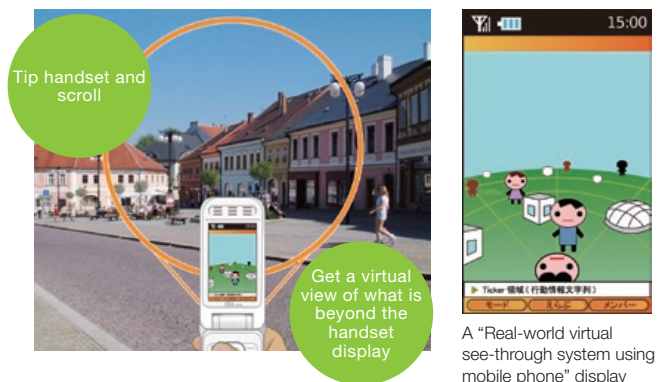 Tip handset and
scroll
Get a virtual
view of what is
beyond the
handset
display
15:00
Ticker 領域(行動情報文字列)
モード えらぶ メンバー
A “Real-world virtual
see-through system using
mobile phone” display